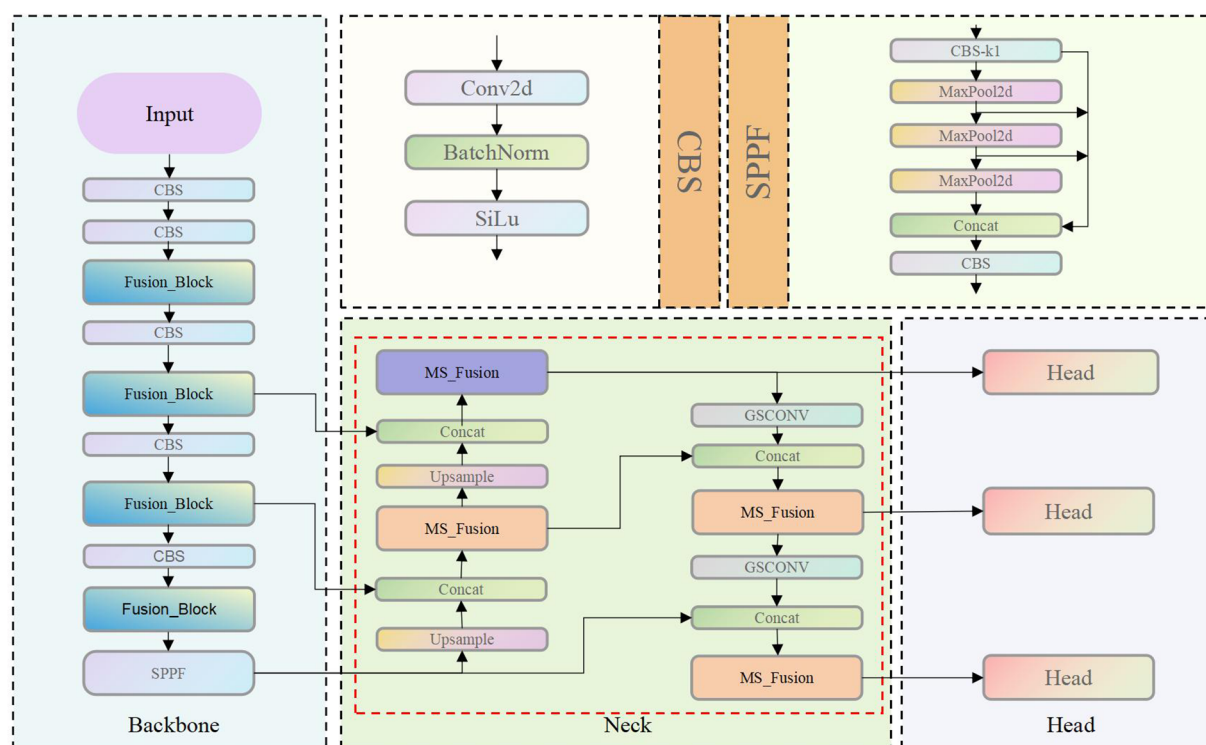 Input
CBS
CBS
Fusion_Block
CBS
Fusion_Block
CBS
Fusion_Block
CBS
Fusion_Block
SPPF
Backbone
Conv2d
BatchNorm
SiLu
CBS
SPPF
CBS-k1
MaxPool2d
MaxPool2d
MaxPool2d
Concat
CBS
MS_Fusion
Concat
Upsample
MS_Fusion
Concat
Upsample
GSCONV
Concat
MS_Fusion
GSCONV
Concat
MS_Fusion
Neck
Head
Head
Head
Head